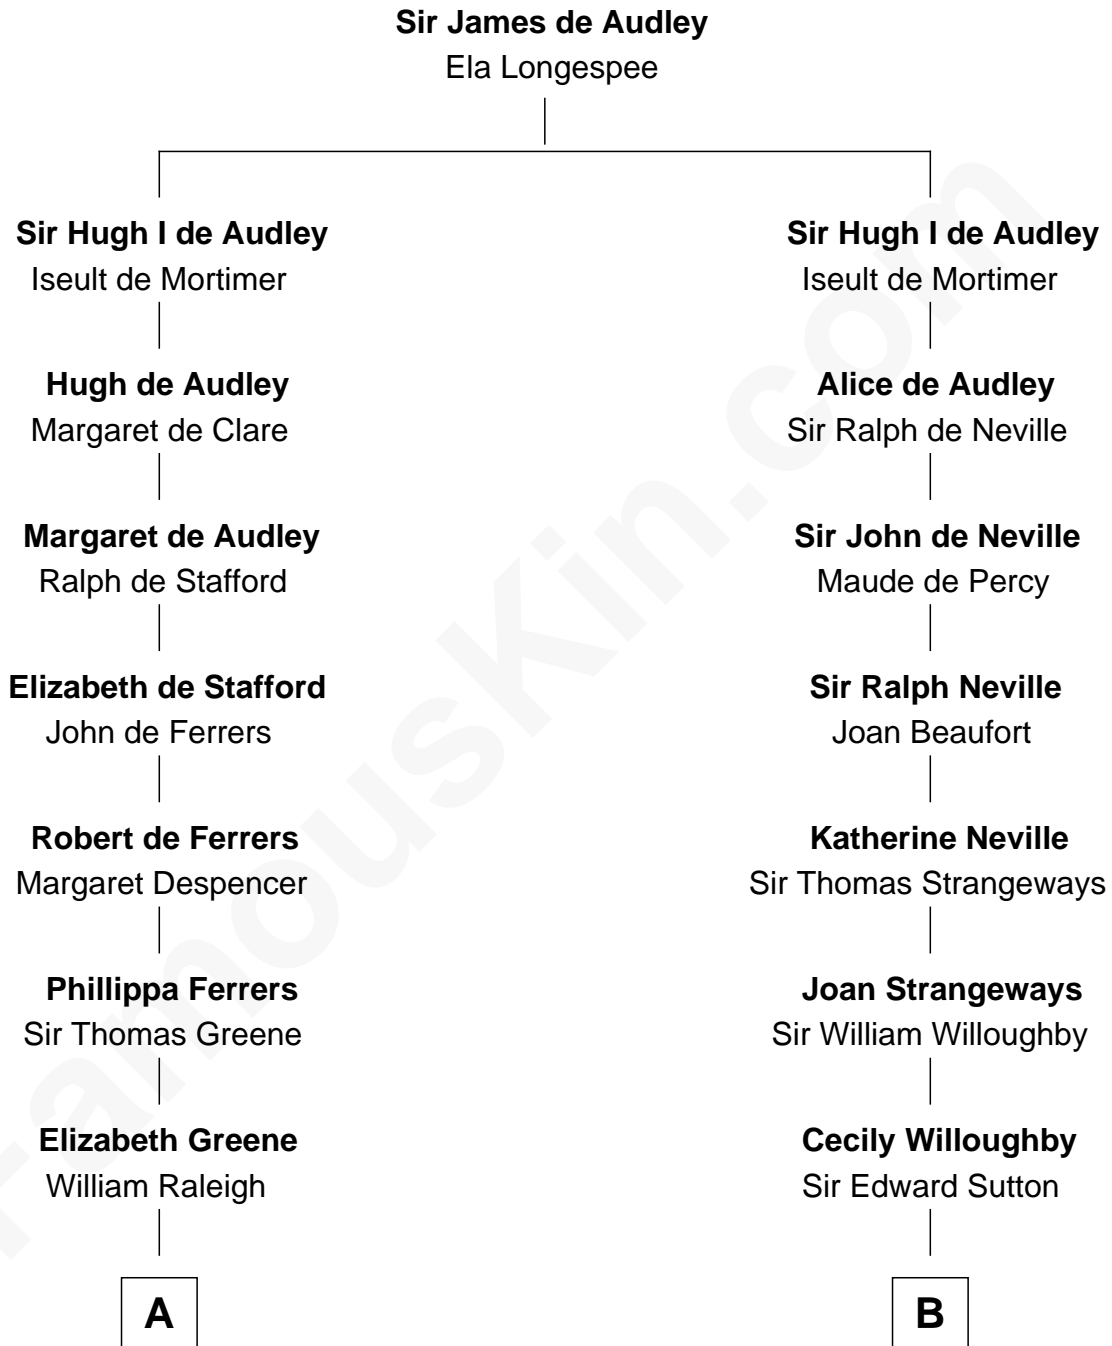 Sir James de Audley
Ela Longespee
Sir Hugh I de Audley
Iseult de Mortimer
Sir Hugh I de Audley
Iseult de Mortimer
Hugh de Audley
Margaret de Clare
Alice de Audley
Sir Ralph de Neville
Margaret de Audley
Ralph de Stafford
Sir John de Neville
Maude de Percy
Elizabeth de Stafford
John de Ferrers
Sir Ralph Neville
Joan Beaufort
Robert de Ferrers
Margaret Despencer
Katherine Neville
Sir Thomas Strangeways
Phillippa Ferrers
Sir Thomas Greene
Joan Strangeways
Sir William Willoughby
Elizabeth Greene
William Raleigh
Cecily Willoughby
Sir Edward Sutton
A
B
FamousKin.com